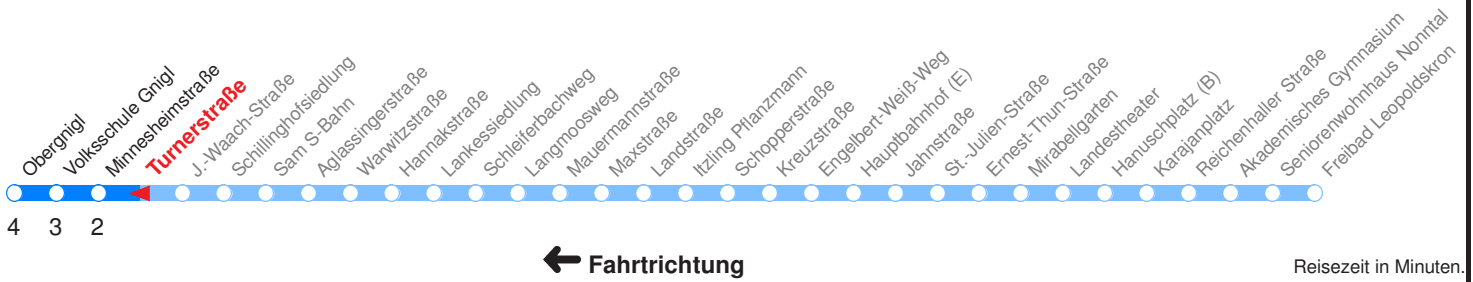 Obergnigl
Volksschule Gnigl
Minnesheimstraße
Turnerstraße
J.-Waach-Straße
Schillinghofsiedlung
Sam S-Bahn
Aglassingerstraße
Warwitzstraße
Hannakstraße
Lankessiedlung
Schleiferbachweg
Langmoosweg
Mauermannstraße
Maxstraße
Landstraße
Itzling Pflanzmann
Schopperstraße
Kreuzstraße
Engelbert-Weiß-Weg
Hauptbahnhof (E)
Jahnstraße
St.-Julien-Straße
Ernest-Thun-Straße
Mirabellgarten
Landestheater
Hanuschplatz (B)
Karajanplatz
Reichenhaller Straße
Akademisches Gymnasium
Seniorenwohnhaus Nonntal
Freibad Leopoldskron
4 3 2
Fahrtrichtung
Reisezeit in Minuten.